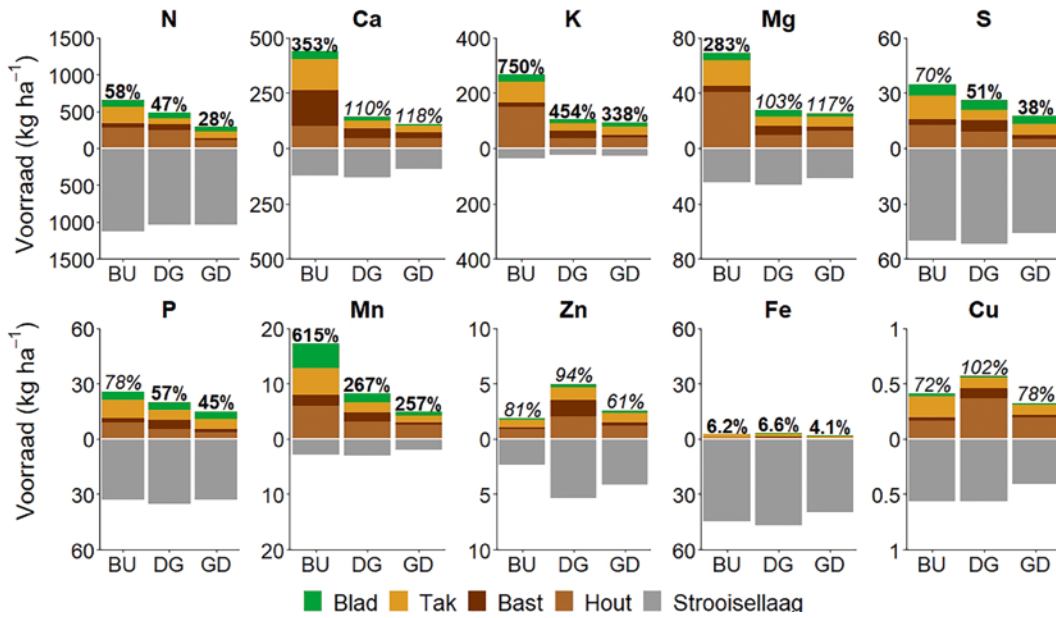 N Ca K Mg S
Voorraad (kg ha⁻¹)
1500 1000 500 0 500 1000 1500
58% 47% 28%
BU DG GD
500 250 0 250 500
353% 110% 118%
BU DG GD
400 200 0 200 400
750% 454% 338%
BU DG GD
80 40 0 40 80
283% 103% 117%
BU DG GD
60 30 0 30 60
70% 51% 38%
BU DG GD
P Mn Zn Fe Cu
Voorraad (kg ha⁻¹)
60 30 0 30 60
78% 57% 45%
BU DG GD
20 10 0 10 20
615% 267% 257%
BU DG GD
10 5 0 5 10
81% 94% 61%
BU DG GD
60 30 0 30 60
6.2% 6.6% 4.1%
BU DG GD
1 0.5 0 0.5 1
72% 102% 78%
BU DG GD
Blad Tak Bast Hout Strooisellaag